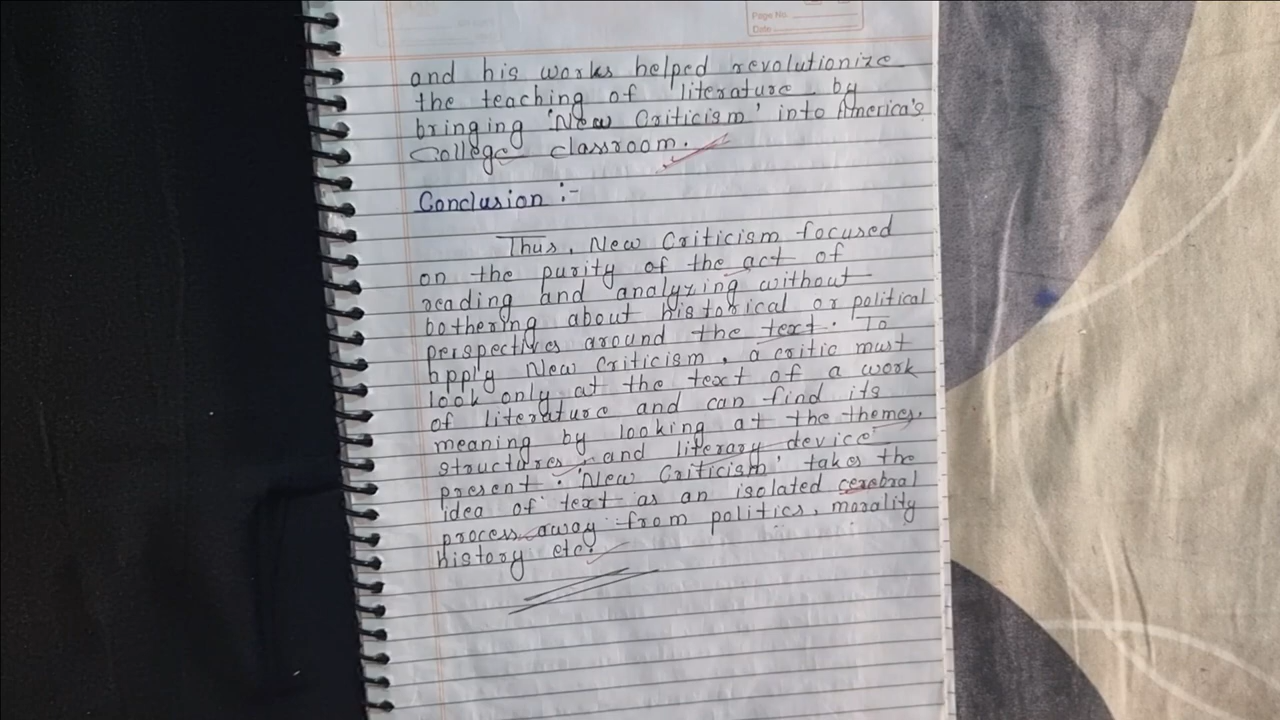 Page No.
Date
and his works helped revolutionize
the teaching of literature by
bringing 'New Criticism' into America's
College classroom.
Conclusion :-
Thus, New Criticism focused
on the purity of the act of
reading and analyzing without
bothering about historical or political
perspectives around the text. To
apply New Criticism, a critic must
look only at the text of a work
of literature and can find its
meaning by looking at the themes,
structures and literary device
present. 'New Criticism' takes the
idea of text as an isolated cerebral
process away from politics, morality
history etc.